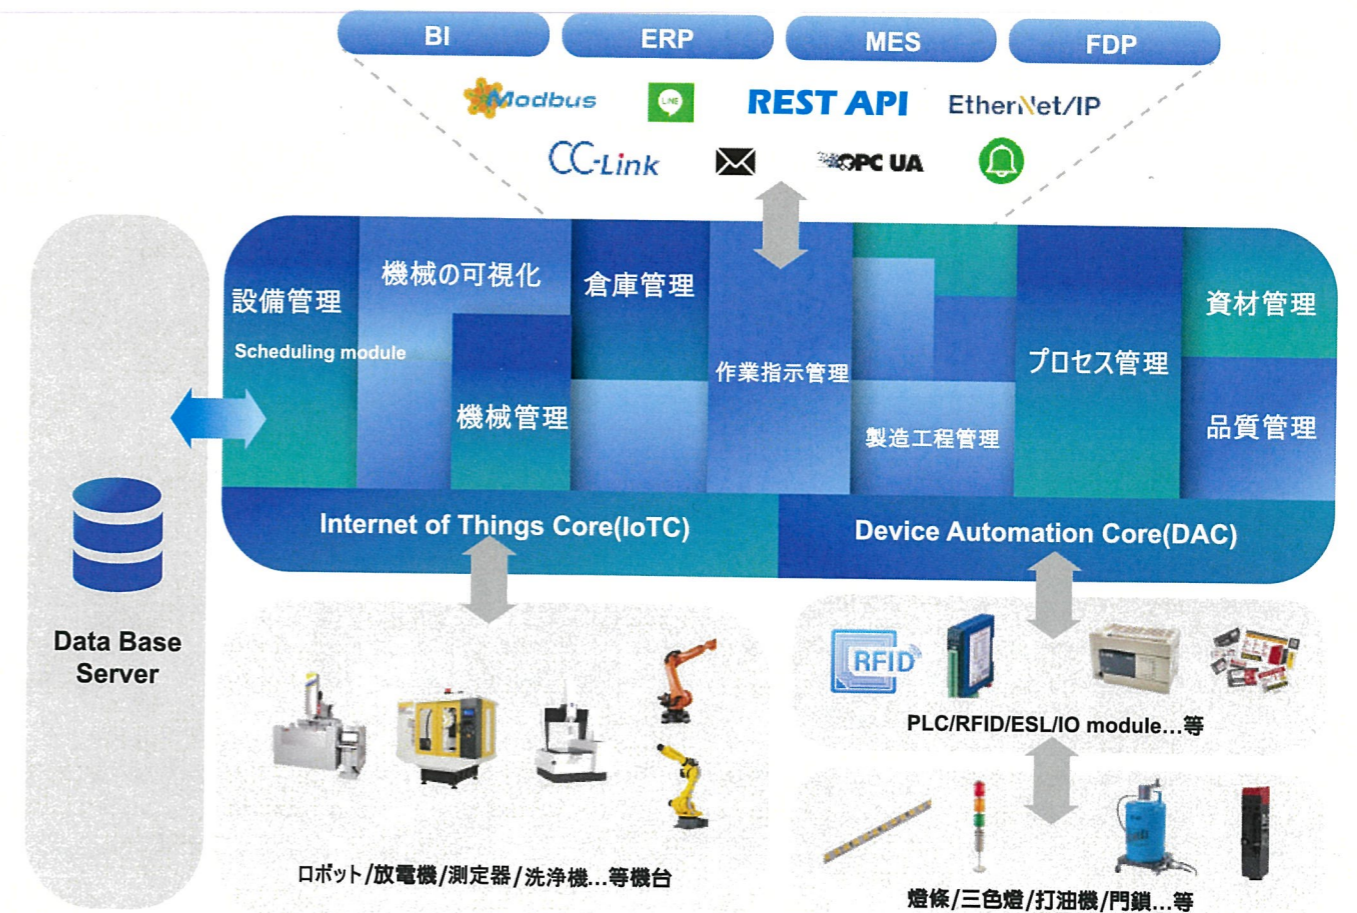 BI
ERP
MES
FDP
Modbus
LINE
REST API
EtherNet/IP
CC-Link
OPC UA
設備管理
Scheduling module
機械の可視化
機械管理
倉庫管理
作業指示管理
製造工程管理
プロセス管理
資材管理
品質管理
Internet of Things Core(IoTC)
Device Automation Core(DAC)
Data Base
Server
RFID
PLC/RFID/ESL/IO module...等
ロボット/放電機/測定器/洗浄機...等機台
燈條/三色燈/打油機/門鎖...等